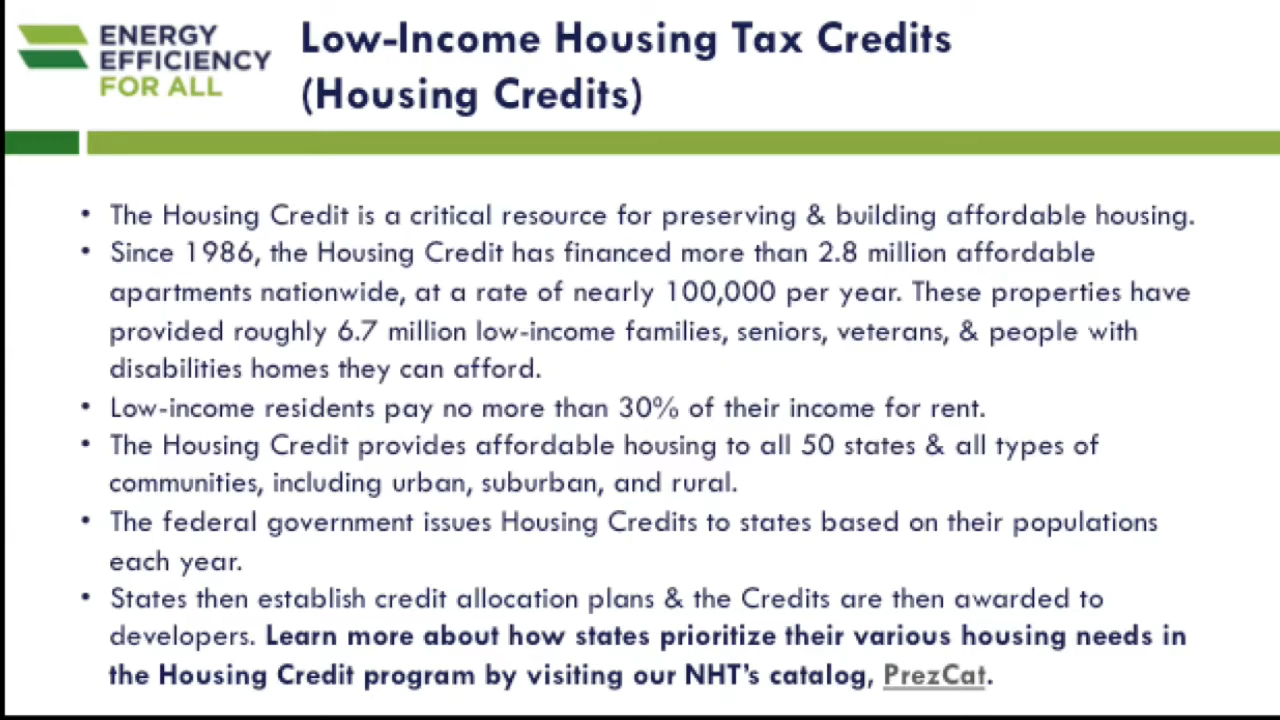 ENERGY
EFFICIENCY
FOR ALL
Low-Income Housing Tax Credits
(Housing Credits)
• The Housing Credit is a critical resource for preserving & building affordable housing.
• Since 1986, the Housing Credit has financed more than 2.8 million affordable
apartments nationwide, at a rate of nearly 100,000 per year. These properties have
provided roughly 6.7 million low-income families, seniors, veterans, & people with
disabilities homes they can afford.
• Low-income residents pay no more than 30% of their income for rent.
• The Housing Credit provides affordable housing to all 50 states & all types of
communities, including urban, suburban, and rural.
• The federal government issues Housing Credits to states based on their populations
each year.
• States then establish credit allocation plans & the Credits are then awarded to
developers. Learn more about how states prioritize their various housing needs in
the Housing Credit program by visiting our NHT's catalog, PrezCat.